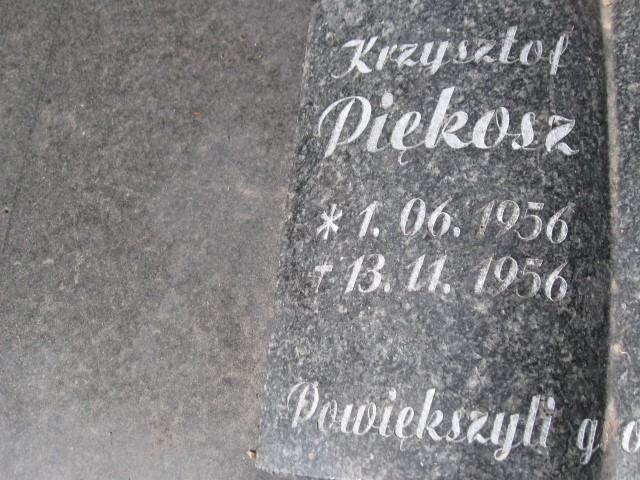 Krzysztof
Piękosz
* 1. 06. 1956
† 13. 11. 1956
Powiększyli